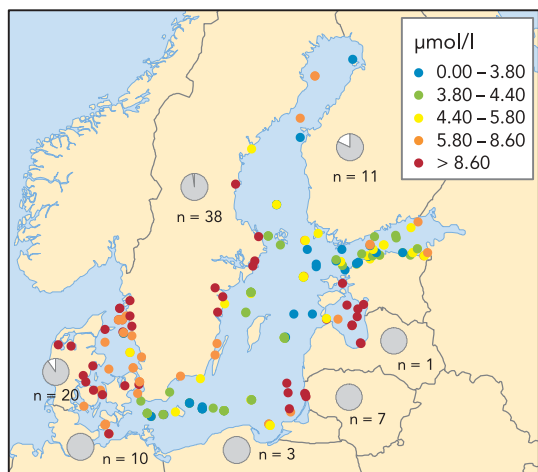 µmol/l
0.00 – 3.80
3.80 – 4.40
4.40 – 5.80
5.80 – 8.60
> 8.60
n = 11
n = 38
n = 1
n = 20
n = 7
n = 10
n = 3